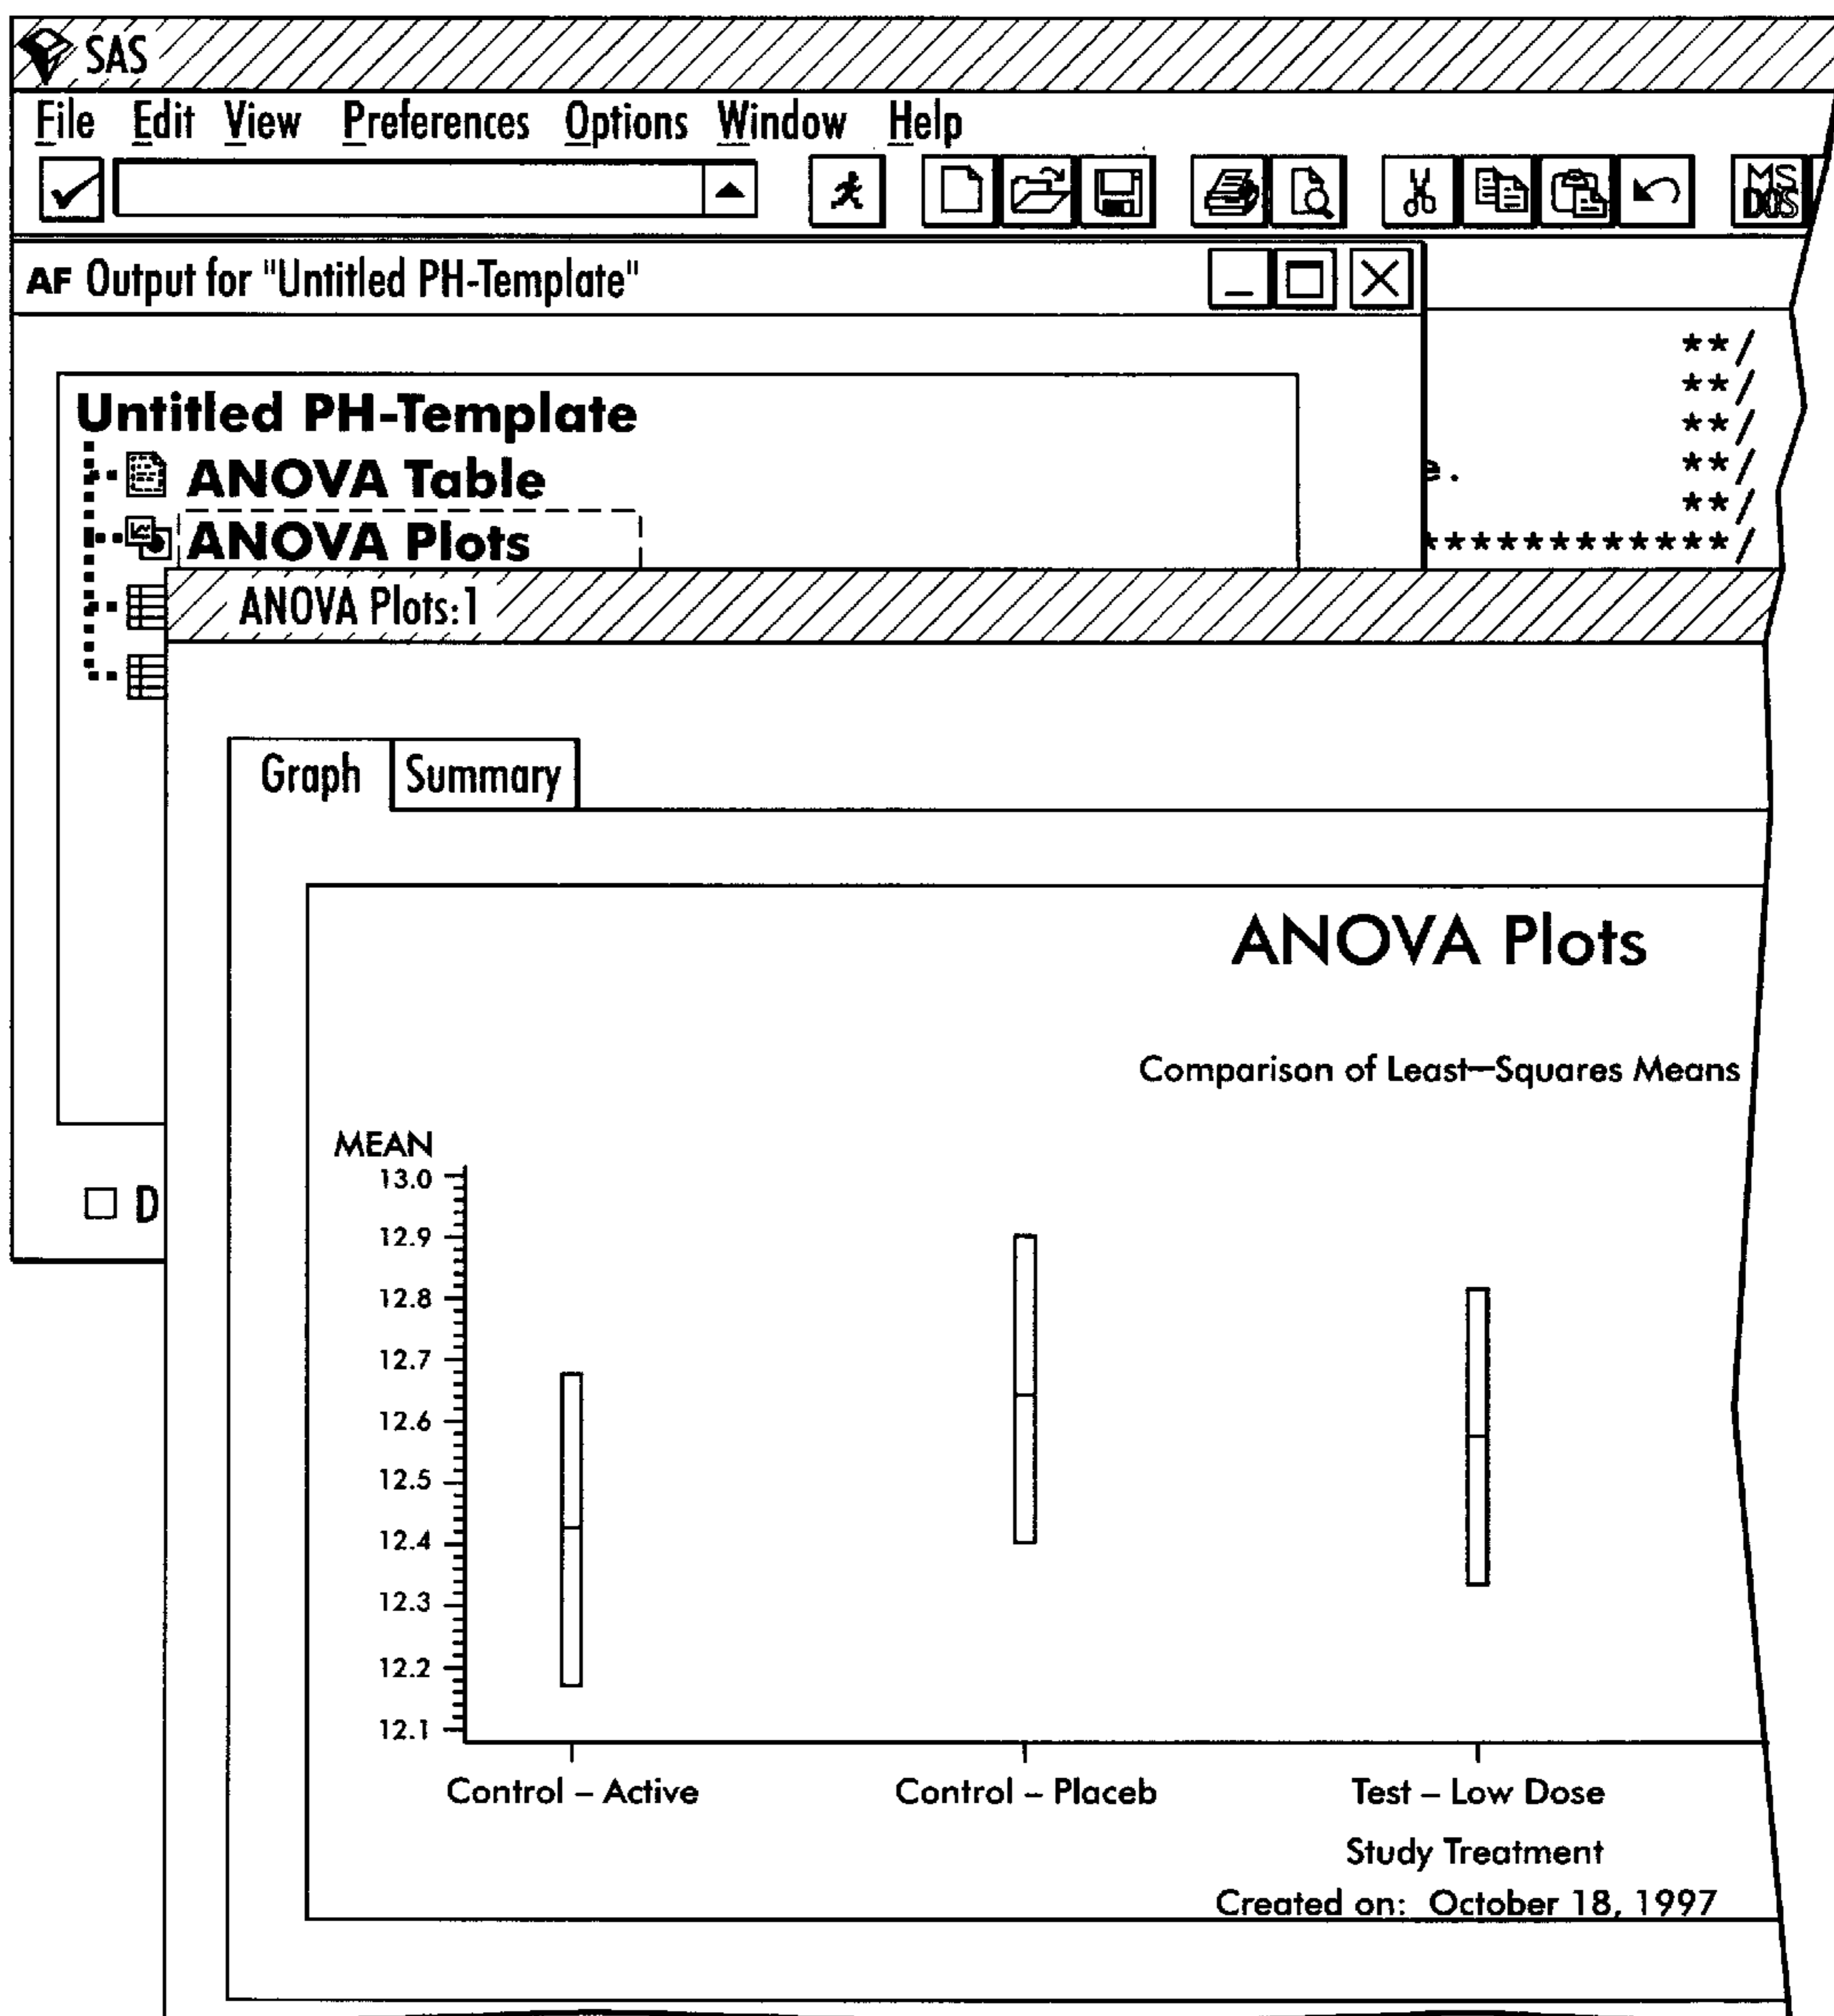 SAS
File Edit View Preferences Options Window Help
MS
DOS
AF Output for "Untitled PH-Template"
**/
**/
**/
**/
**/
************/
Untitled PH-Template
ANOVA Table
ANOVA Plots
ANOVA Plots:1
Graph Summary
ANOVA Plots
Comparison of Least-Squares Means
MEAN
13.0
12.9
12.8
12.7
12.6
12.5
12.4
12.3
12.2
12.1
D
Control – Active Control – Placeb Test – Low Dose
Study Treatment
Created on: October 18, 1997